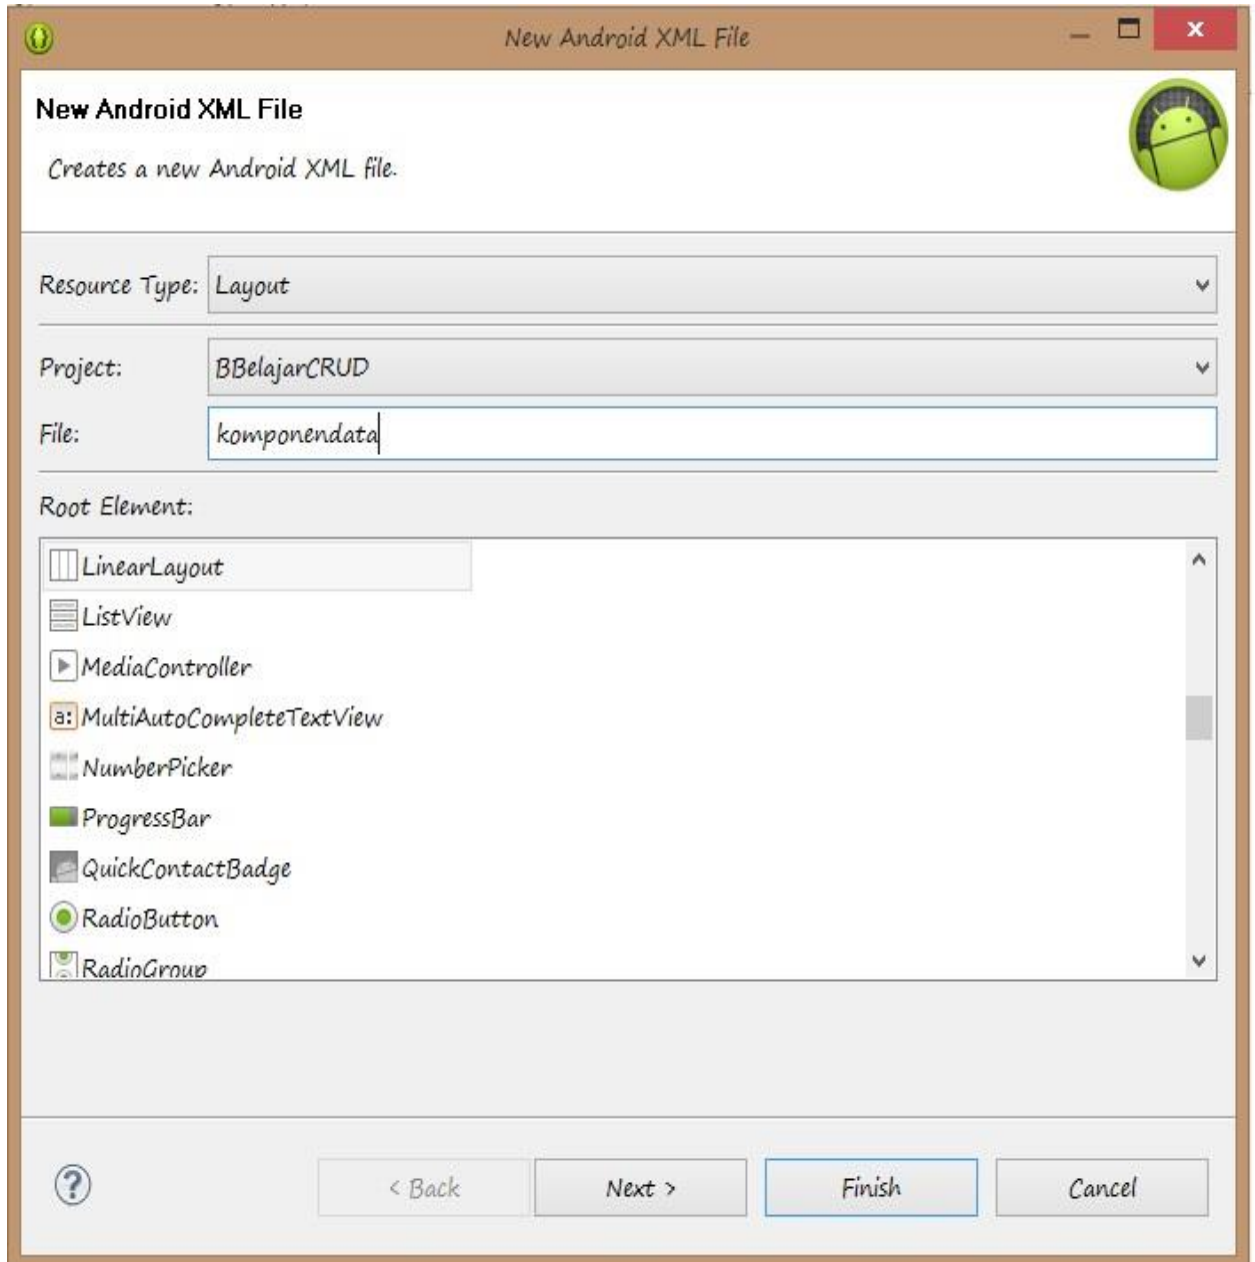 New Android XML File
New Android XML File
Creates a new Android XML file.
Resource Type: Layout
Project: BBelajarCRUD
File: komponendata
Root Element:
LinearLayout
ListView
MediaController
a: MultiAutoCompleteTextView
NumberPicker
ProgressBar
QuickContactBadge
RadioButton
RadioGroup
? < Back Next > Finish Cancel